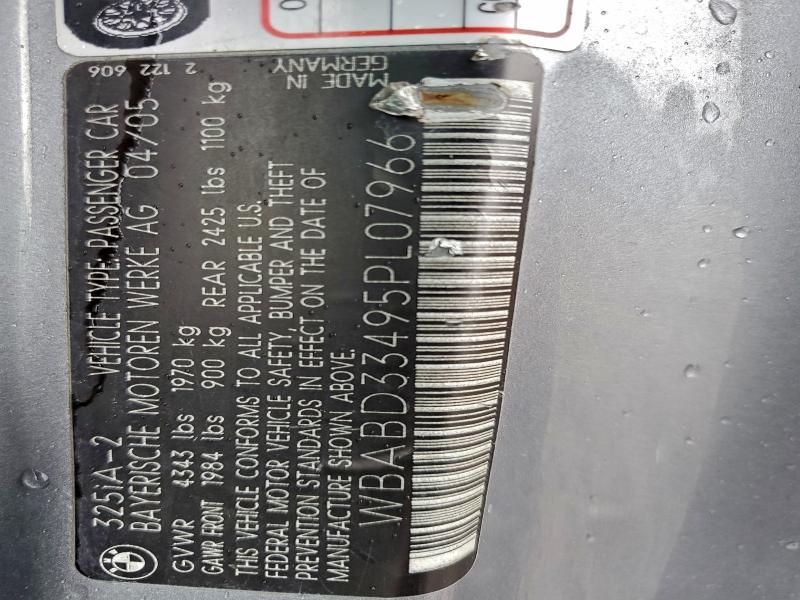 0
6
3251A-2 VEHICLE TYPE: PASSENGER CAR
BAYERISCHE MOTOREN WERKE AG 04/05
GVWR 4343 lbs 1970 kg
GAWR FRONT 1984 lbs 900 kg REAR 2425 lbs 1100 kg
THIS VEHICLE CONFORMS TO ALL APPLICABLE U.S.
FEDERAL MOTOR VEHICLE SAFETY, BUMPER AND THEFT
PREVENTION STANDARDS IN EFFECT ON THE DATE OF
MANUFACTURE SHOWN ABOVE.
WBABD33495PL07966
MADE IN
GERMANY
2 122 606